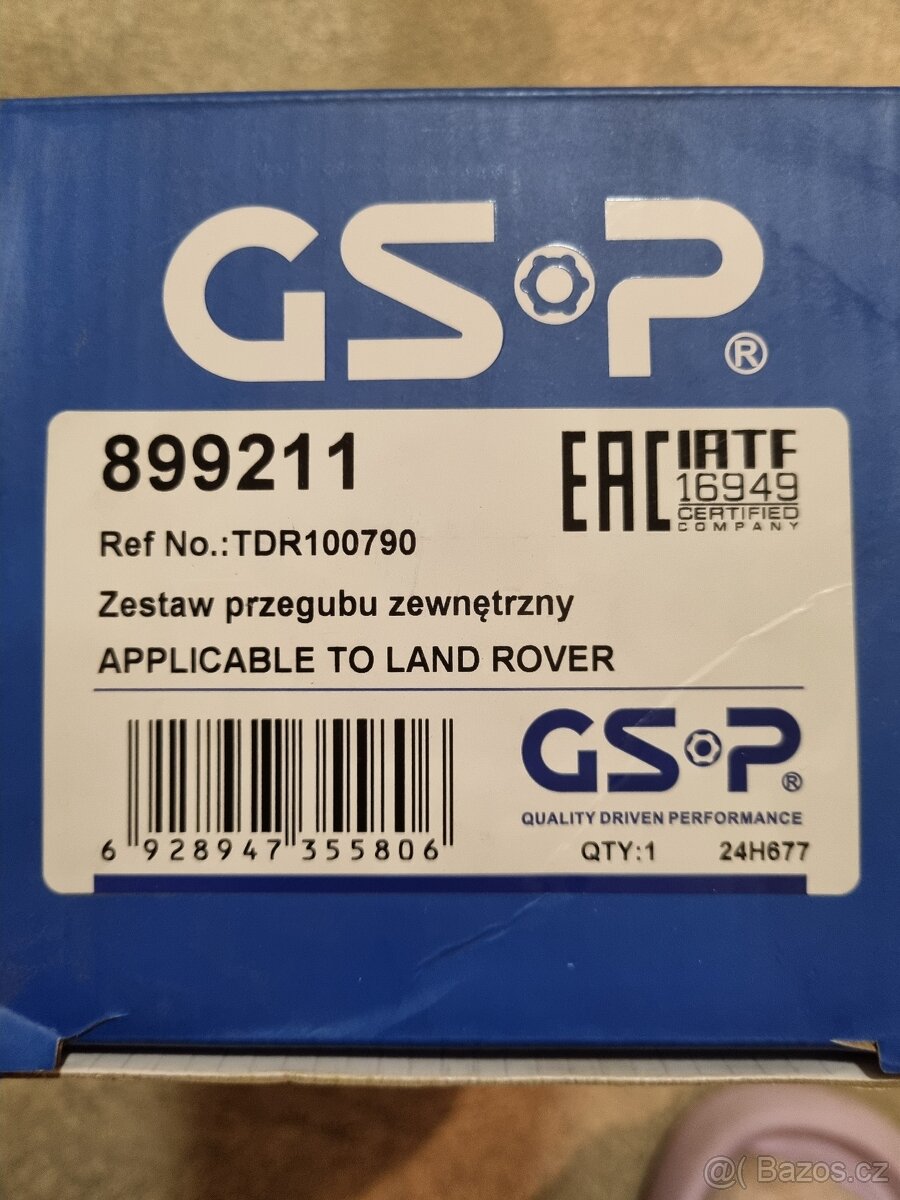 GSP®
899211
EAC IATF
16949
CERTIFIED
COMPANY
Ref No.:TDR100790
Zestaw przegubu zewnętrzny
APPLICABLE TO LAND ROVER
GSP®
QUALITY DRIVEN PERFORMANCE
6 928947 355806
QTY:1 24H677
@( Bazos.cz